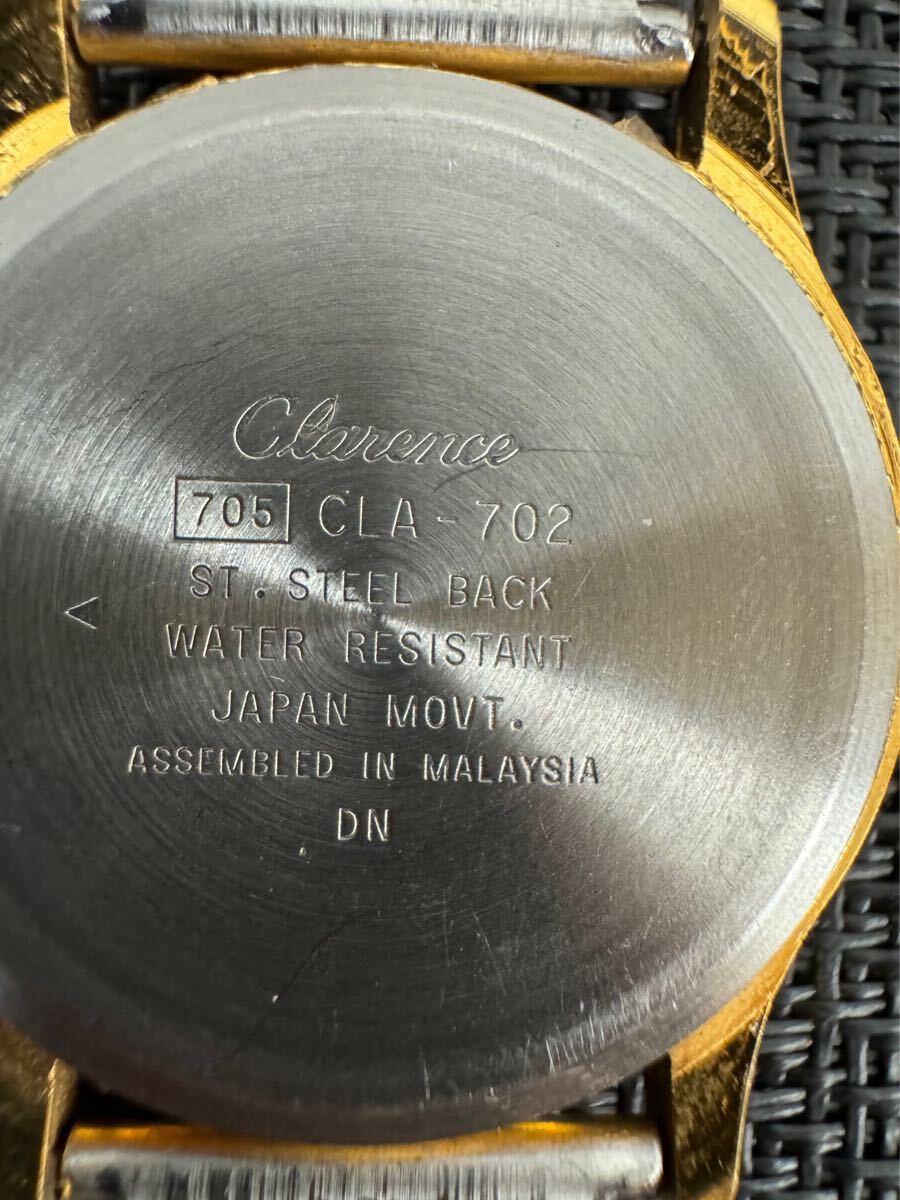 Clarence
705 CLA-702
ST. STEEL BACK
< WATER RESISTANT
JAPAN MOVT.
ASSEMBLED IN MALAYSIA
DN